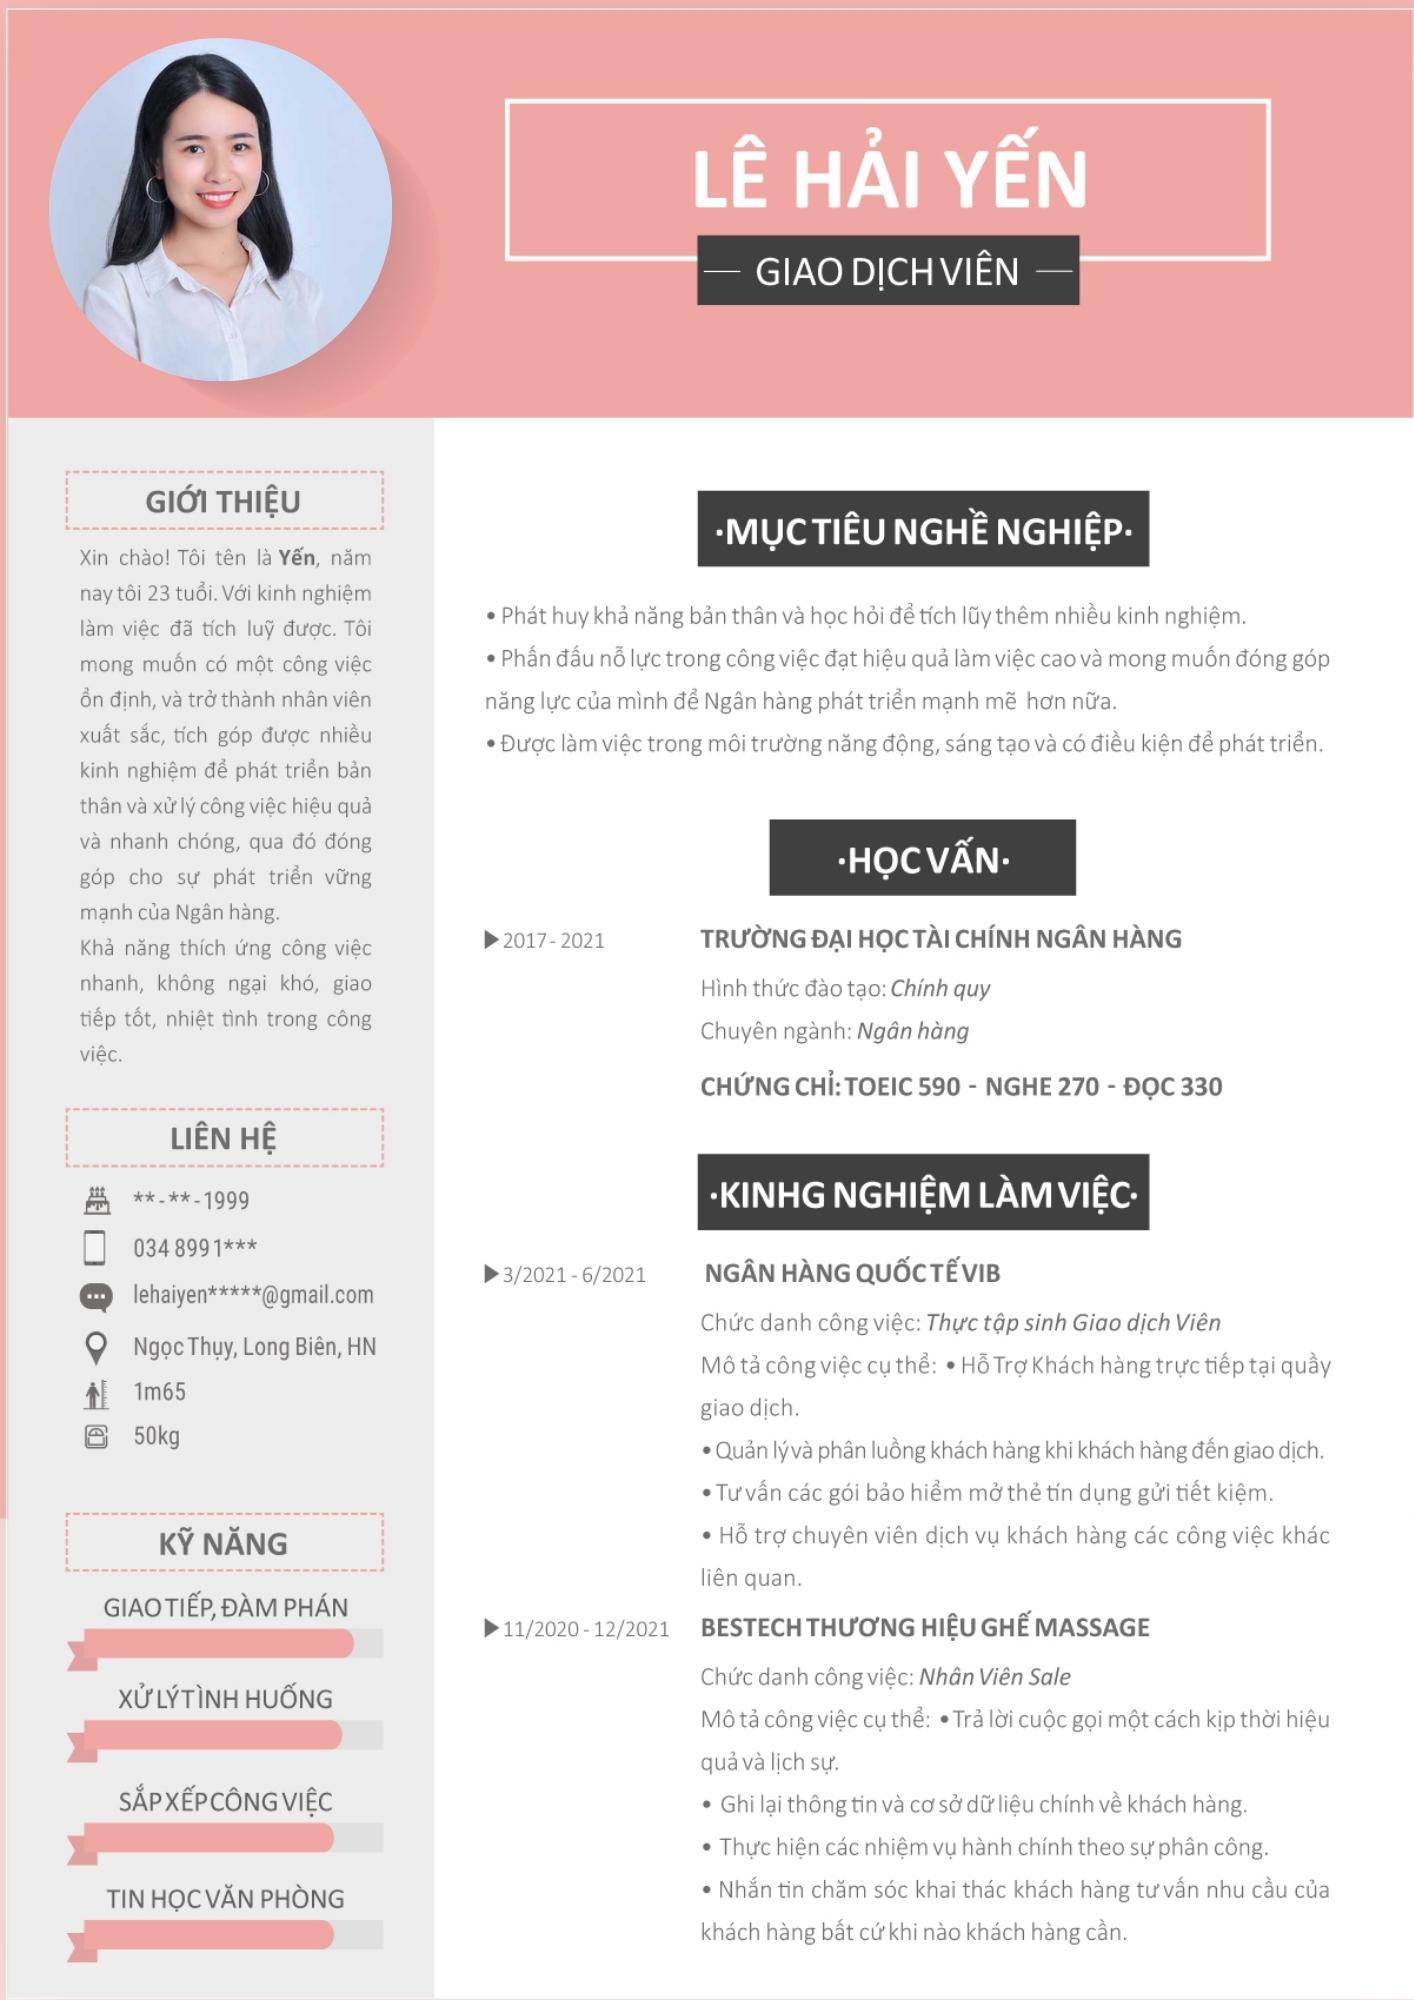 LÊ HẢI YẾN
GIAO DỊCH VIÊN
GIỚI THIỆU
Xin chào! Tôi tên là Yến, năm
nay tôi 23 tuổi. Với kinh nghiệm
làm việc đã tích luỹ được. Tôi
mong muốn có một công việc
ổn định, và trở thành nhân viên
xuất sắc, tích góp được nhiều
kinh nghiệm để phát triển bản
thân và xử lý công việc hiệu quả
và nhanh chóng, qua đó đóng
góp cho sự phát triển vững
mạnh của Ngân hàng.
Khả năng thích ứng công việc
nhanh, không ngại khó, giao
tiếp tốt, nhiệt tình trong công
việc.
LIÊN HỆ
**-**-1999
034 8991***
lehaiyen*****@gmail.com
Ngọc Thụy, Long Biên, HN
1m65
50kg
KỸ NĂNG
GIAO TIẾP, ĐÀM PHÁN
XỬ LÝ TÌNH HUỐNG
SẮP XẾP CÔNG VIỆC
TIN HỌC VĂN PHÒNG
·MỤC TIÊU NGHỀ NGHIỆP·
• Phát huy khả năng bản thân và học hỏi để tích lũy thêm nhiều kinh nghiệm.
• Phấn đấu nỗ lực trong công việc đạt hiệu quả làm việc cao và mong muốn đóng góp
năng lực của mình để Ngân hàng phát triển mạnh mẽ hơn nữa.
• Được làm việc trong môi trường năng động, sáng tạo và có điều kiện để phát triển.
·HỌC VẤN·
2017 - 2021 TRƯỜNG ĐẠI HỌC TÀI CHÍNH NGÂN HÀNG
Hình thức đào tạo: Chính quy
Chuyên ngành: Ngân hàng
CHỨNG CHỈ: TOEIC 590 - NGHE 270 - ĐỌC 330
·KINHG NGHIỆM LÀM VIỆC·
3/2021 - 6/2021 NGÂN HÀNG QUỐC TẾ VIB
Chức danh công việc: Thực tập sinh Giao dịch Viên
Mô tả công việc cụ thể: • Hỗ Trợ Khách hàng trực tiếp tại quầy
giao dịch.
• Quản lý và phân luồng khách hàng khi khách hàng đến giao dịch.
• Tư vấn các gói bảo hiểm mở thẻ tín dụng gửi tiết kiệm.
• Hỗ trợ chuyên viên dịch vụ khách hàng các công việc khác
liên quan.
11/2020 - 12/2021 BESTECH THƯƠNG HIỆU GHẾ MASSAGE
Chức danh công việc: Nhân Viên Sale
Mô tả công việc cụ thể: • Trả lời cuộc gọi một cách kịp thời hiệu
quả và lịch sự.
• Ghi lại thông tin và cơ sở dữ liệu chính về khách hàng.
• Thực hiện các nhiệm vụ hành chính theo sự phân công.
• Nhắn tin chăm sóc khai thác khách hàng tư vấn nhu cầu của
khách hàng bất cứ khi nào khách hàng cần.